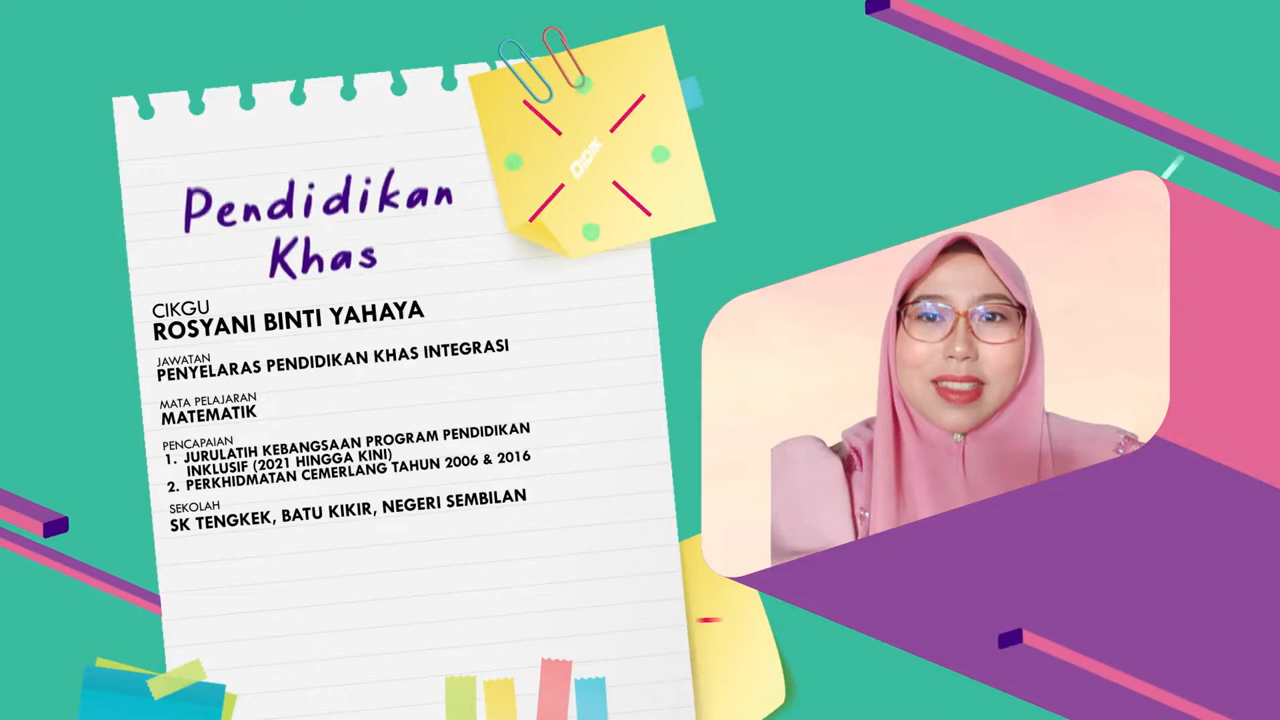 Pendidikan
Khas
CIKGU
ROSYANI BINTI YAHAYA
JAWATAN
PENYELARAS PENDIDIKAN KHAS INTEGRASI
MATA PELAJARAN
MATEMATIK
PENCAPAIAN
1. JURULATIH KEBANGSAAN PROGRAM PENDIDIKAN
INKLUSIF (2021 HINGGA KINI)
2. PERKHIDMATAN CEMERLANG TAHUN 2006 & 2016
SEKOLAH
SK TENGKEK, BATU KIKIR, NEGERI SEMBILAN
DIDIK